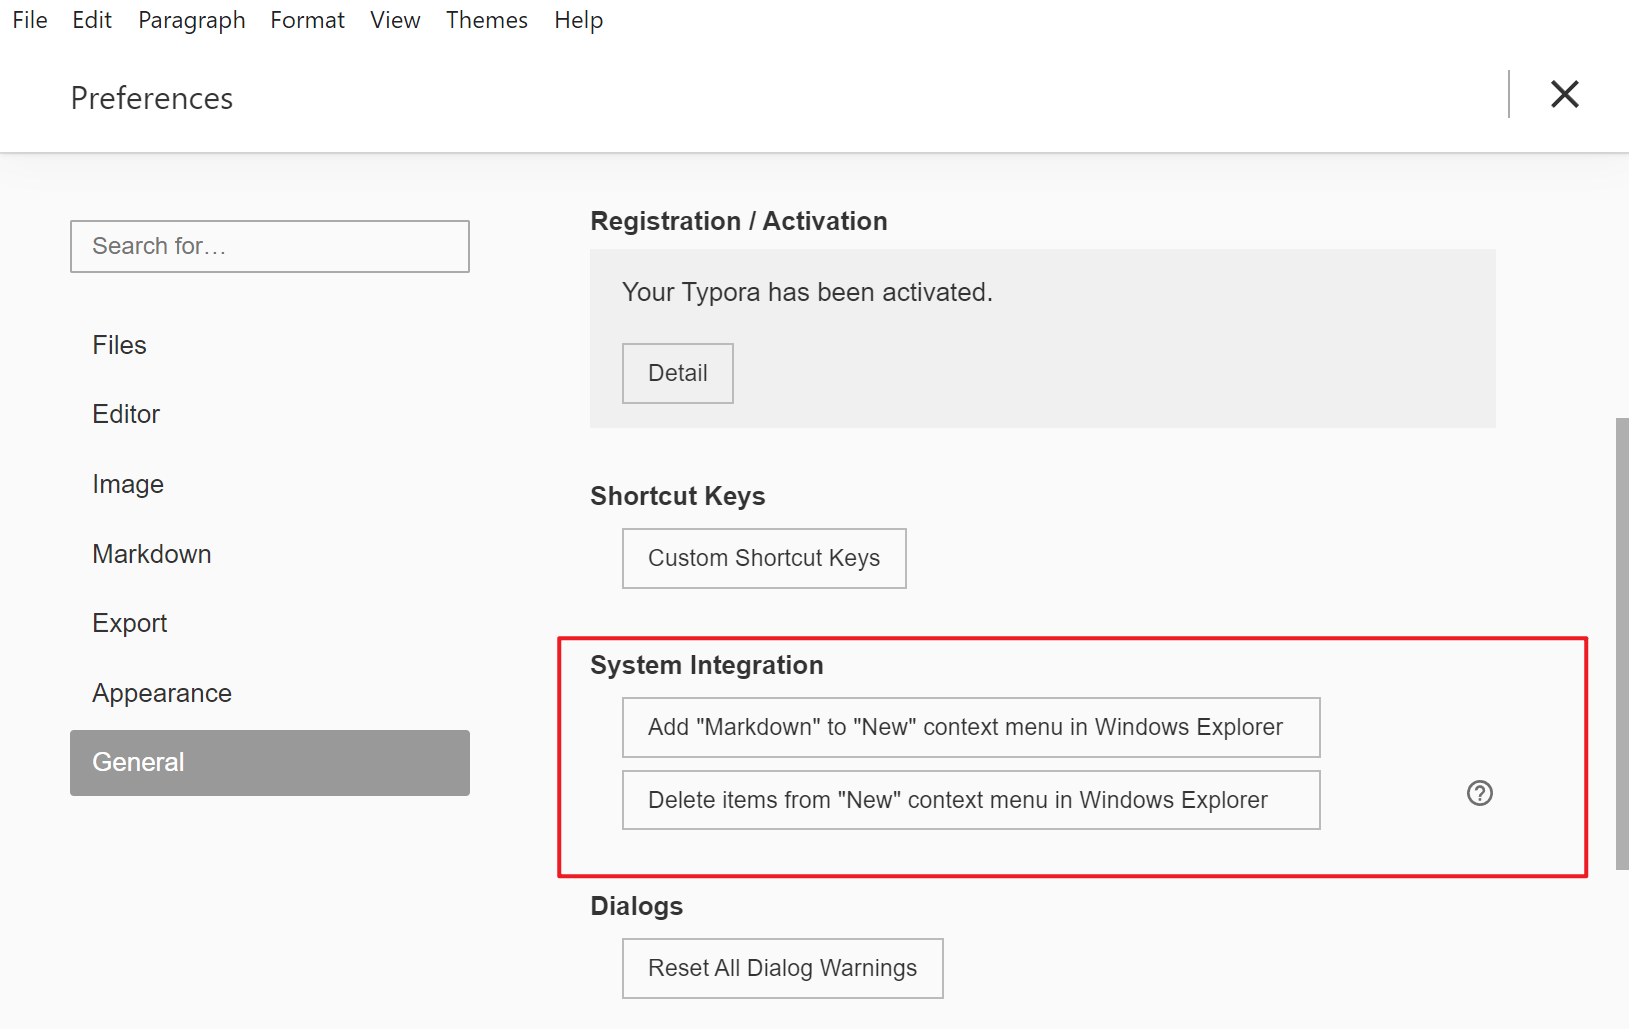 File Edit Paragraph Format View Themes Help
Preferences
Search for…
Files
Editor
Image
Markdown
Export
Appearance
General
Registration / Activation
Your Typora has been activated.
Detail
Shortcut Keys
Custom Shortcut Keys
System Integration
Add "Markdown" to "New" context menu in Windows Explorer
Delete items from "New" context menu in Windows Explorer
?
Dialogs
Reset All Dialog Warnings